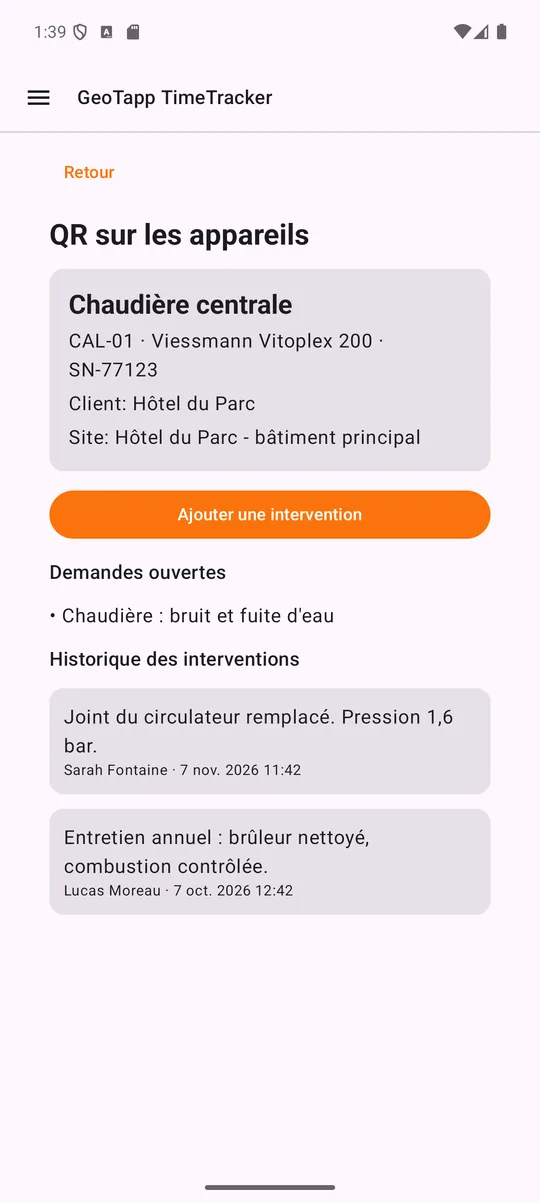 1:39
GeoTapp TimeTracker
Retour
QR sur les appareils
Chaudière centrale
CAL-01 · Viessmann Vitoplex 200 ·
SN-77123
Client: Hôtel du Parc
Site: Hôtel du Parc - bâtiment principal
Ajouter une intervention
Demandes ouvertes
• Chaudière : bruit et fuite d'eau
Historique des interventions
Joint du circulateur remplacé. Pression 1,6
bar.
Sarah Fontaine · 7 nov. 2026 11:42
Entretien annuel : brûleur nettoyé,
combustion contrôlée.
Lucas Moreau · 7 oct. 2026 12:42